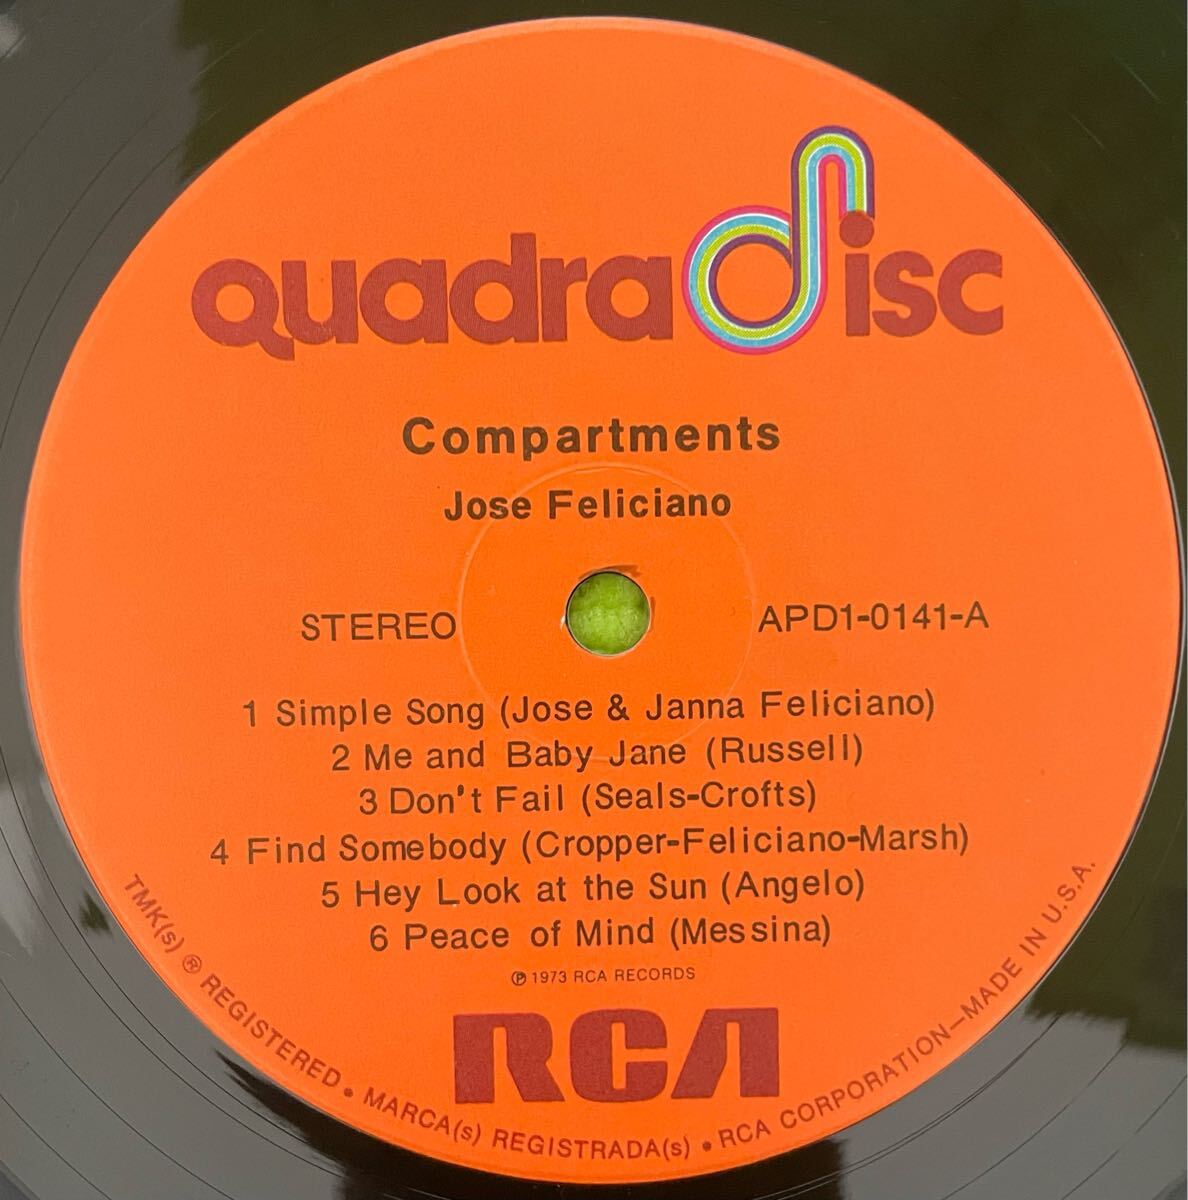 quadradisc
Compartments
Jose Feliciano
STEREO
APD1-0141-A
1 Simple Song (Jose & Janna Feliciano)
2 Me and Baby Jane (Russell)
3 Don't Fail (Seals-Crofts)
4 Find Somebody (Cropper-Feliciano-Marsh)
5 Hey Look at the Sun (Angelo)
6 Peace of Mind (Messina)
℗ 1973 RCA RECORDS
RCA
TMK(s) ® REGISTERED • MARCA(s) REGISTRADA(s) • RCA CORPORATION—MADE IN U.S.A.